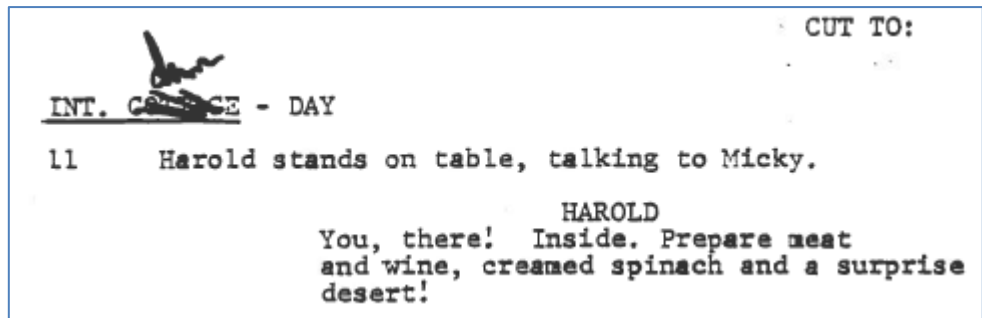 CUT TO:
INT. - DAY
11 Harold stands on table, talking to Micky.
HAROLD
You, there! Inside. Prepare meat
and wine, creamed spinach and a surprise
desert!